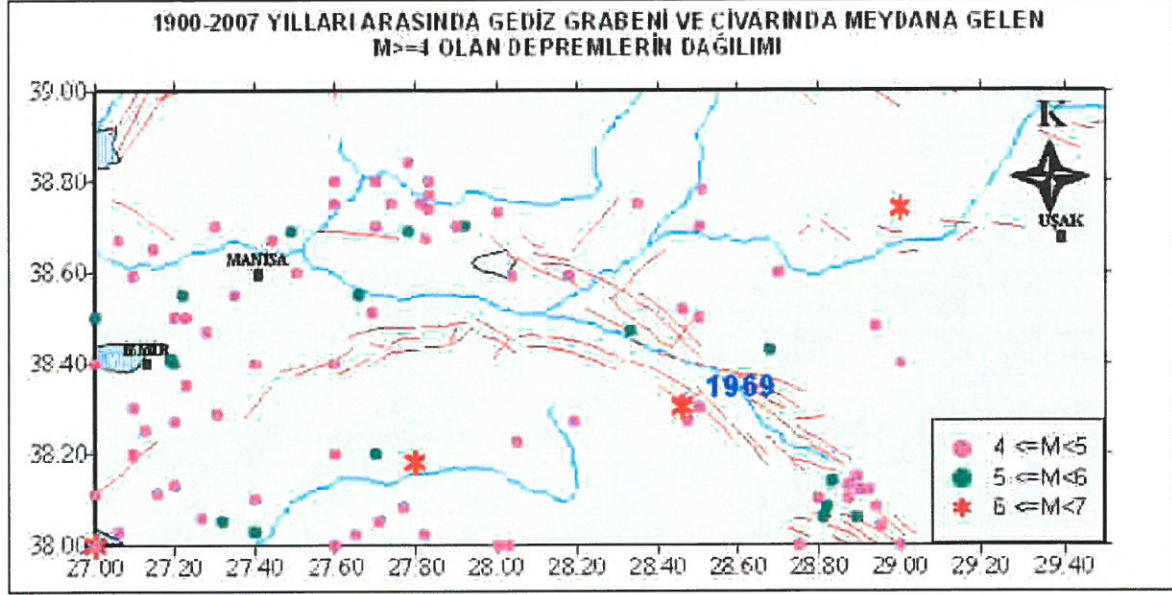 1900-2007 YILLARI ARASINDA GEDİZ GRABENİ VE CİVARINDA MEYDANA GELEN
M>=4 OLAN DEPREMLERİN DAĞILIMI
39.00
K
38.80
UŞAK
MANİSA
38.60
38.40
İZMİR
1969
38.20
4 <=M<5
5 <=M<6
6 <=M<7
38.00
27.00 27.20 27.40 27.60 27.80 28.00 28.20 28.40 28.60 28.80 29.00 29.20 29.40